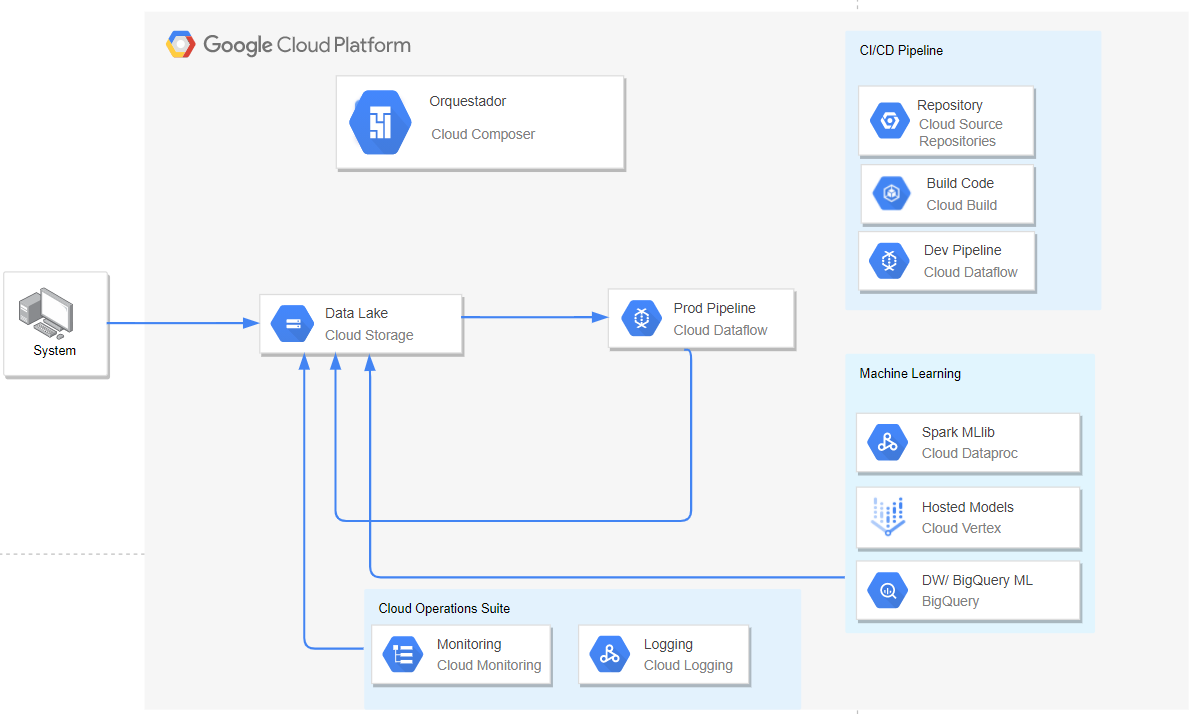 Google Cloud Platform
Orquestador
Cloud Composer
CI/CD Pipeline
Repository
Cloud Source
Repositories
Build Code
Cloud Build
Dev Pipeline
Cloud Dataflow
System
Data Lake
Cloud Storage
Prod Pipeline
Cloud Dataflow
Machine Learning
Spark MLlib
Cloud Dataproc
Hosted Models
Cloud Vertex
DW/ BigQuery ML
BigQuery
Cloud Operations Suite
Monitoring
Cloud Monitoring
Logging
Cloud Logging